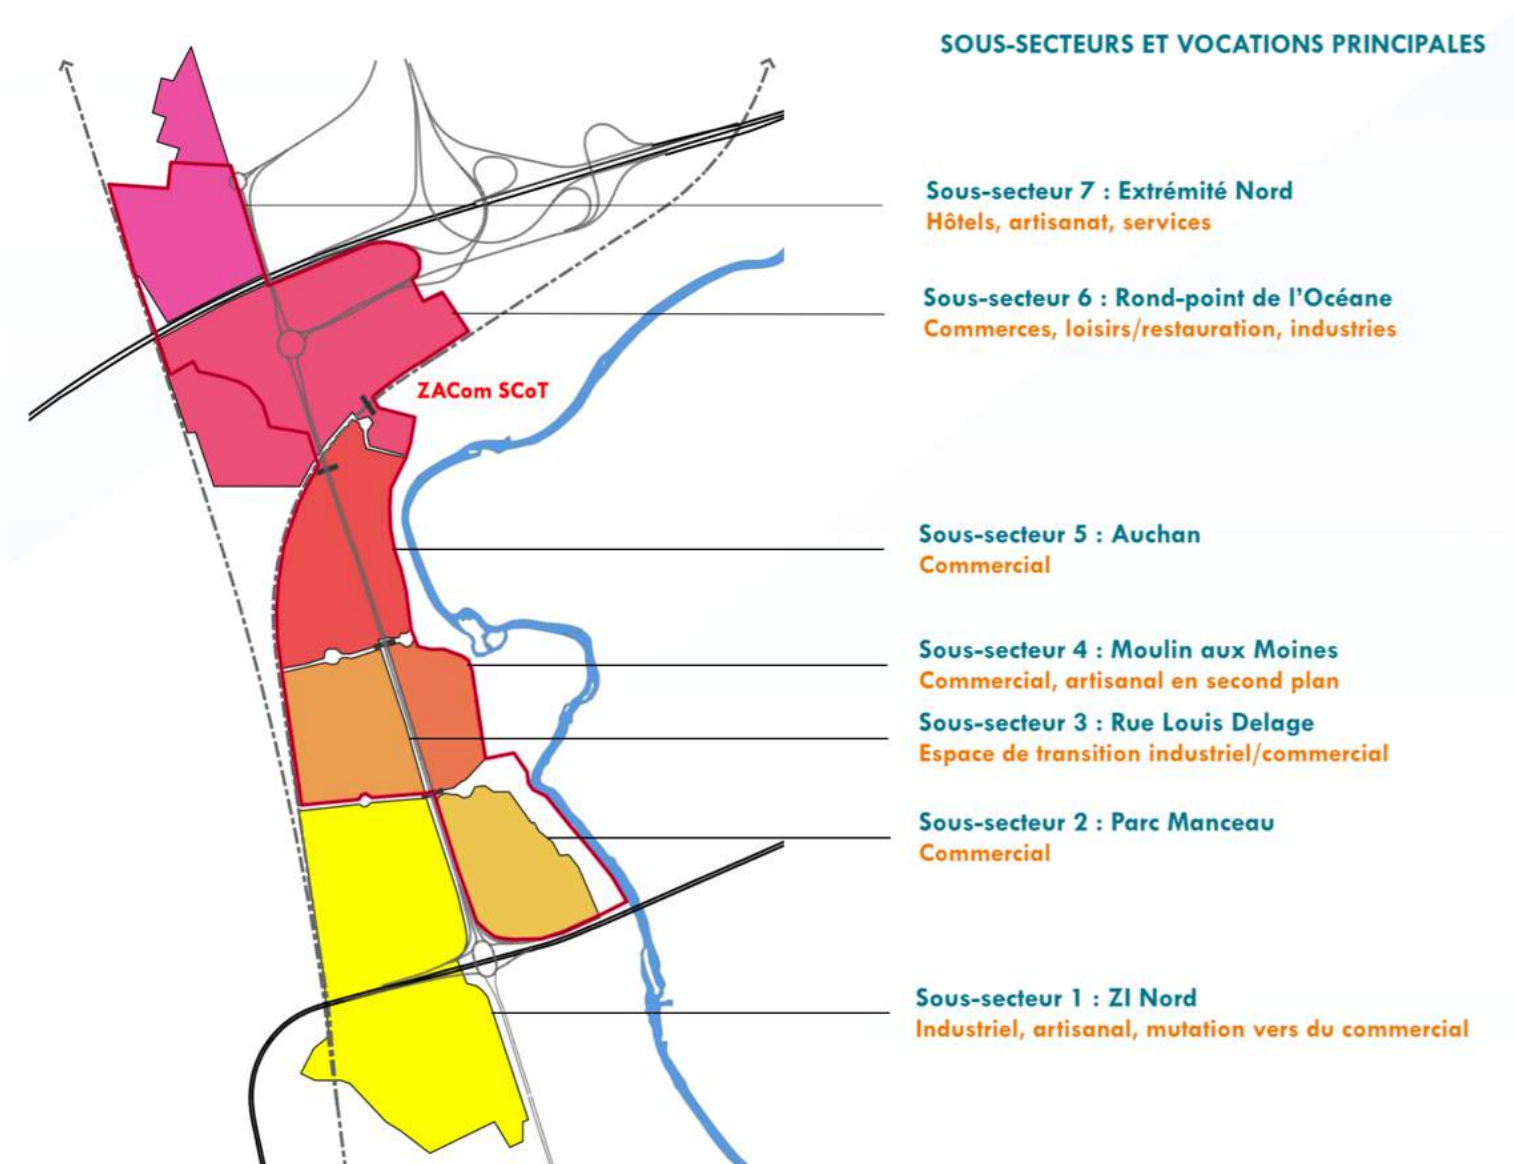 SOUS-SECTEURS ET VOCATIONS PRINCIPALES
Sous-secteur 7 : Extrémité Nord
Hôtels, artisanat, services
Sous-secteur 6 : Rond-point de l'Océane
Commerces, loisirs/restauration, industries
ZACom SCoT
Sous-secteur 5 : Auchan
Commercial
Sous-secteur 4 : Moulin aux Moines
Commercial, artisanal en second plan
Sous-secteur 3 : Rue Louis Delage
Espace de transition industriel/commercial
Sous-secteur 2 : Parc Manceau
Commercial
Sous-secteur 1 : ZI Nord
Industriel, artisanal, mutation vers du commercial